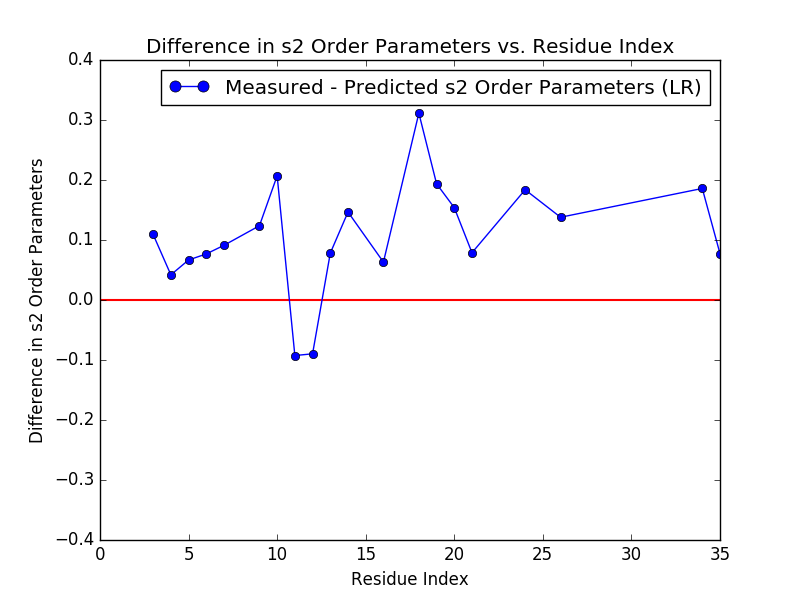 Difference in s2 Order Parameters vs. Residue Index
Measured - Predicted s2 Order Parameters (LR)
Difference in s2 Order Parameters
0.4
0.3
0.2
0.1
0.0
−0.1
−0.2
−0.3
−0.4
0 5 10 15 20 25 30 35
Residue Index